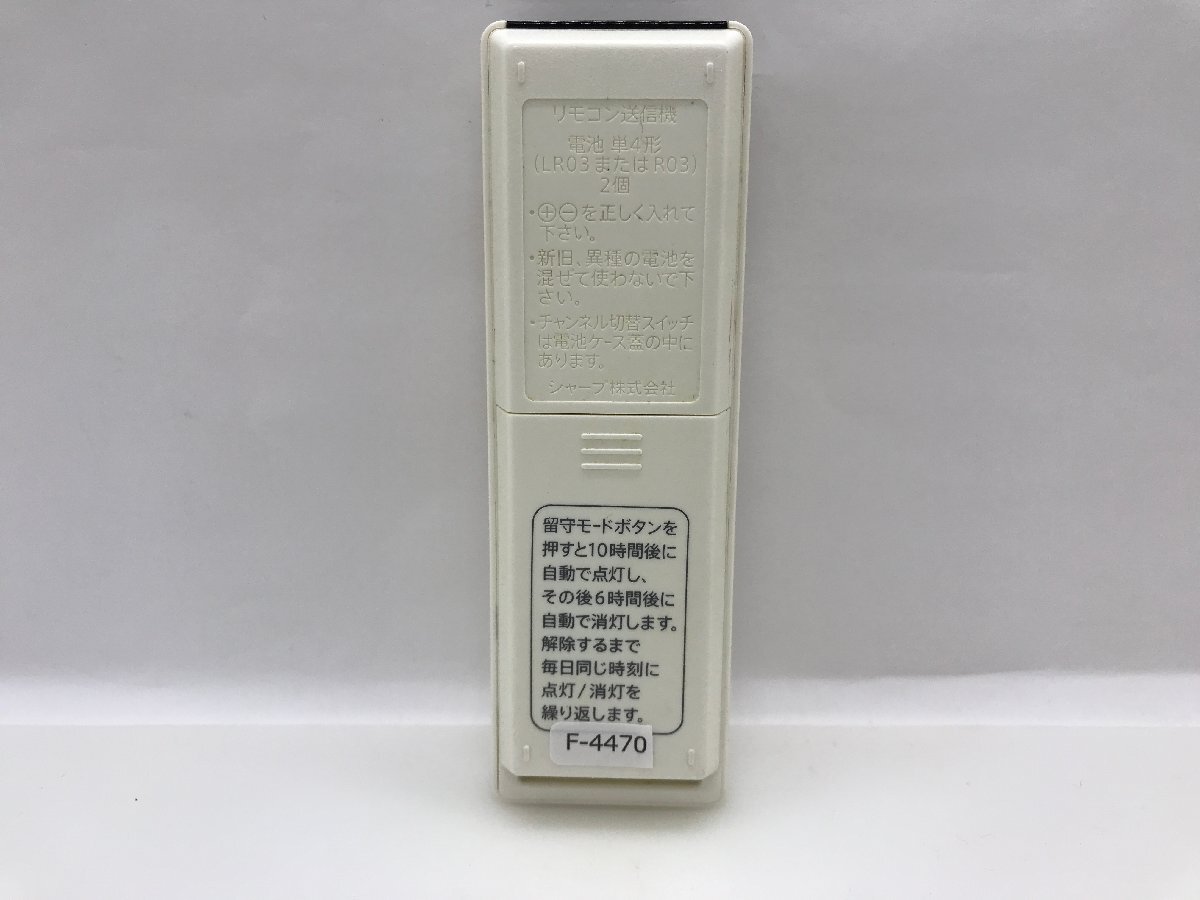 リモコン送信機
電池 単4形
(LR03またはR03)
2個
・⊕⊖を正しく入れて
下さい。
・新旧、異種の電池を
混ぜて使わないで下
さい。
・チャンネル切替スイッチ
は電池ケース蓋の中に
あります。
シャープ株式会社
留守モードボタンを
押すと10時間後に
自動で点灯し、
その後6時間後に
自動で消灯します。
解除するまで
毎日同じ時刻に
点灯/消灯を
繰り返します。
F-4470